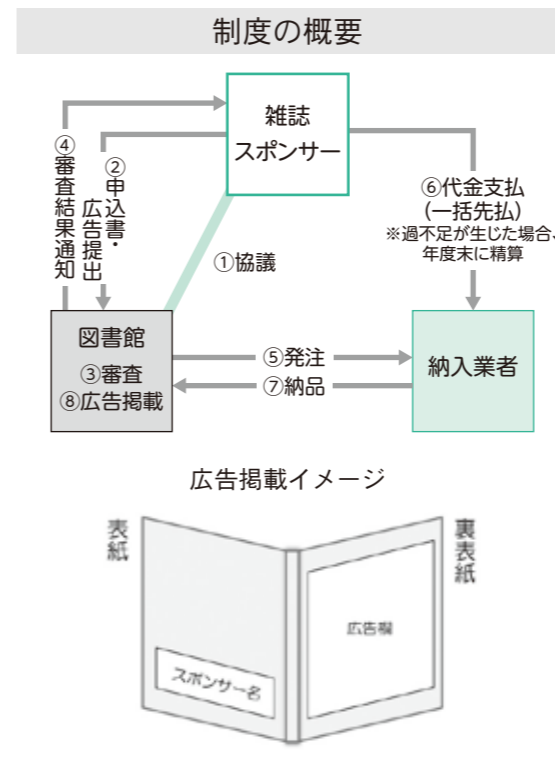 制度の概要
雑誌
スポンサー
④審査結果通知
②申込書・
広告提出
①協議
⑥代金支払
(一括先払)
※過不足が生じた場合、
年度末に精算
図書館
③審査
⑧広告掲載
⑤発注
⑦納品
納入業者
広告掲載イメージ
表紙
裏表紙
広告欄
スポンサー名